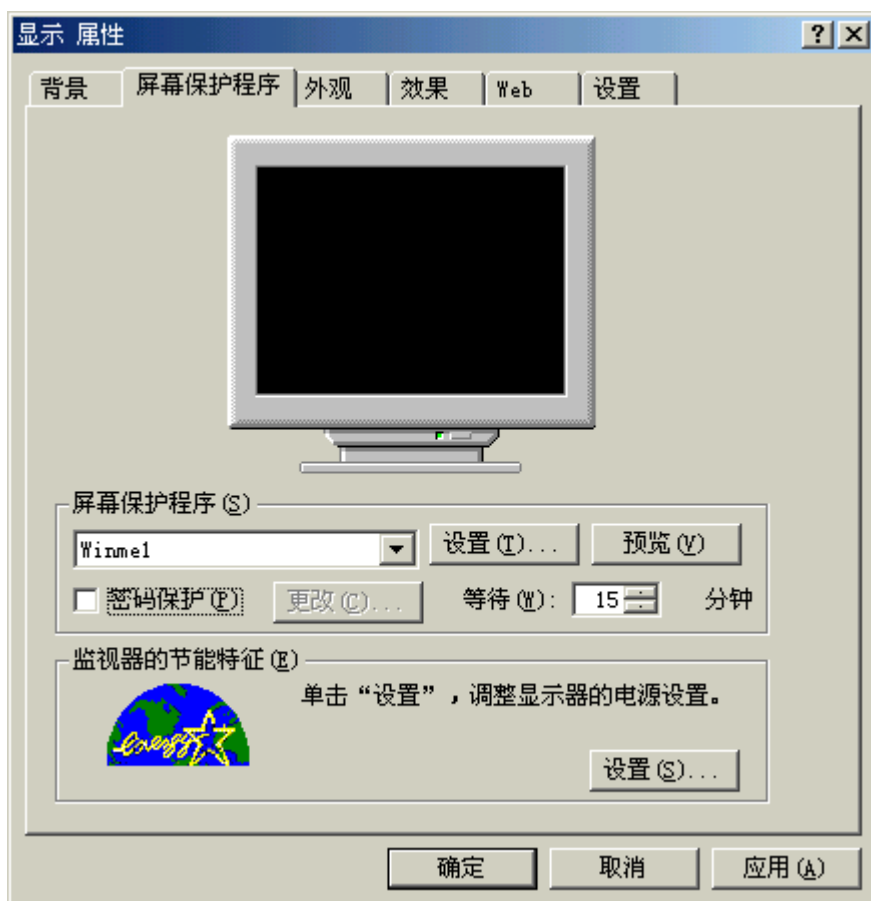 显示 属性
背景 屏幕保护程序 外观 效果 Web 设置
屏幕保护程序(S)
Winme1 设置(T)... 预览(V)
密码保护(P) 更改(C)... 等待(W): 15 分钟
监视器的节能特征(E)
单击“设置”，调整显示器的电源设置。
energy
设置(S)...
确定 取消 应用(A)